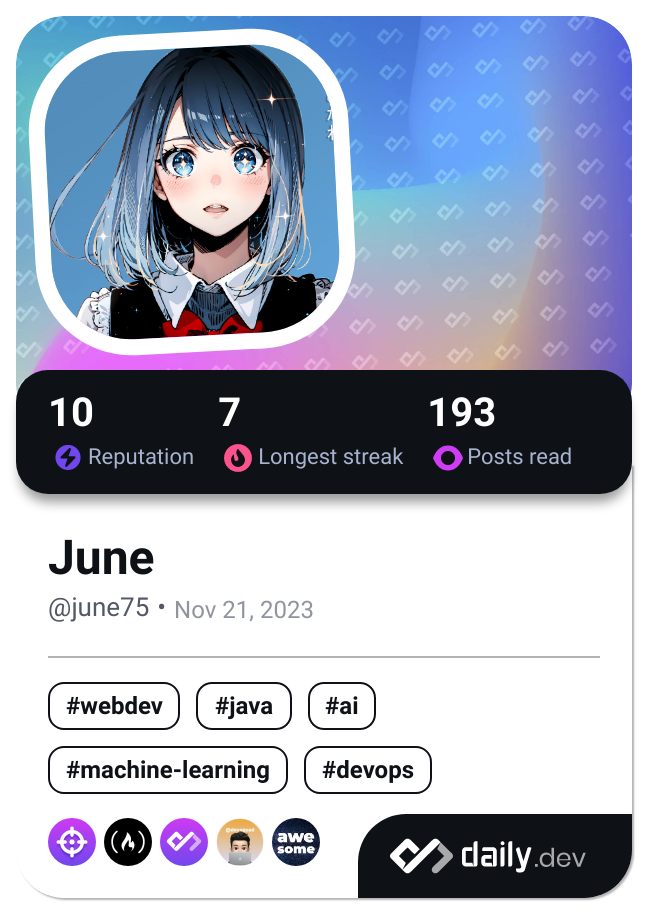 10 7 193
Reputation Longest streak Posts read
June
@june75 • Nov 21, 2023
#webdev #java #ai
#machine-learning #devops
awe
some
daily.dev